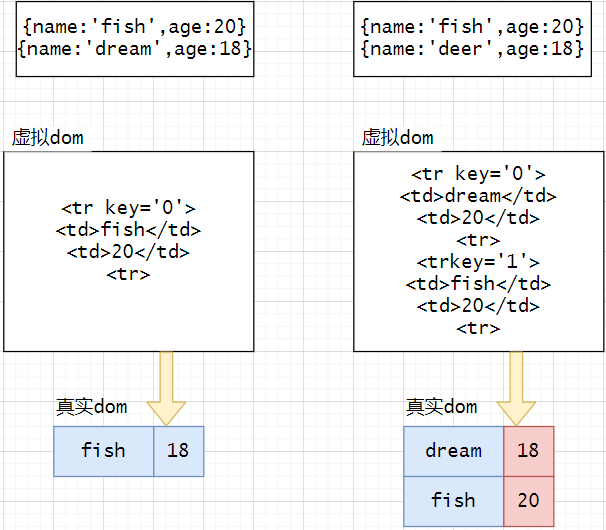 {name:'fish',age:20}
{name:'dream',age:18}
虚拟dom
<tr key='0'>
<td>fish</td>
<td>20</td>
<tr>
真实dom
fish 18
{name:'fish',age:20}
{name:'deer',age:18}
虚拟dom
<tr key='0'>
<td>dream</td>
<td>20</td>
<tr>
<trkey='1'>
<td>fish</td>
<td>20</td>
<tr>
真实dom
dream 18
fish 20